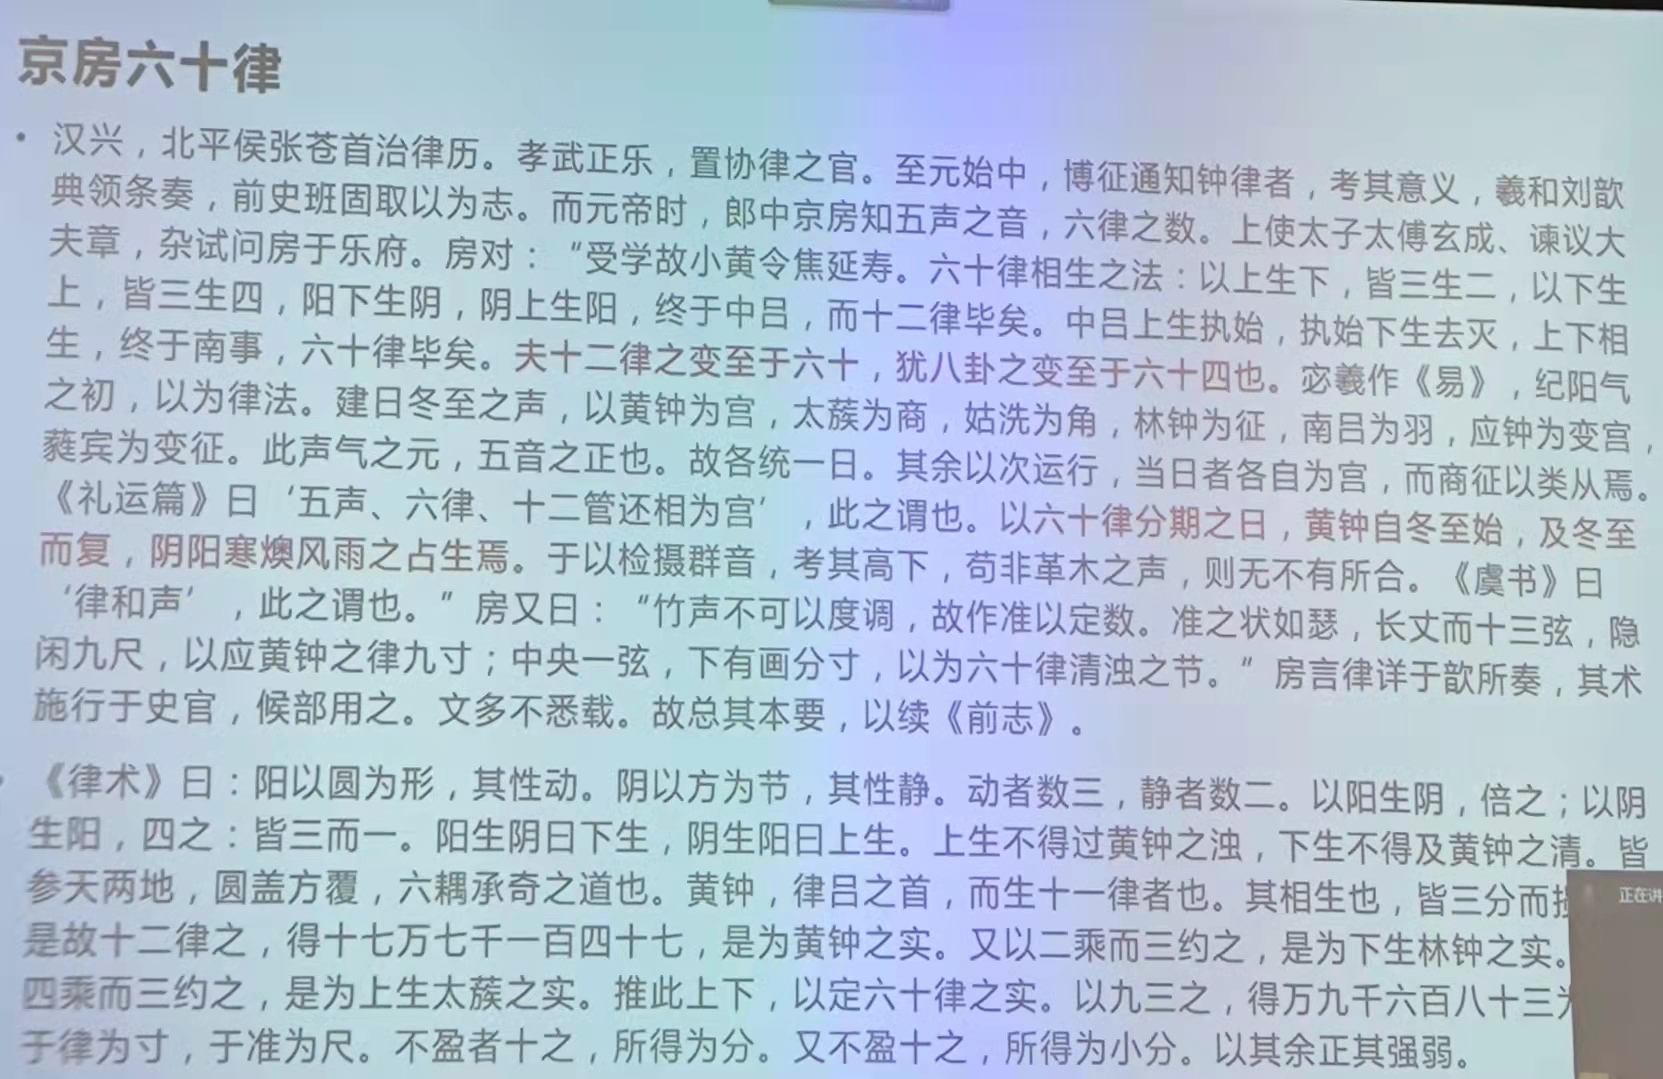 京房六十律
• 汉兴，北平侯张苍首治律历。孝武正乐，置协律之官。至元始中，博征通知钟律者，考其意义，羲和刘歆
典领条奏，前史班固取以为志。而元帝时，郎中京房知五声之音，六律之数。上使太子太傅玄成、谏议大
夫章，杂试问房于乐府。房对：“受学故小黄令焦延寿。六十律相生之法：以上生下，皆三生二，以下生
上，皆三生四，阳下生阴，阴上生阳，终于中吕，而十二律毕矣。中吕上生执始，执始下生去灭，上下相
生，终于南事，六十律毕矣。夫十二律之变至于六十，犹八卦之变至于六十四也。宓羲作《易》，纪阳气
之初，以为律法。建日冬至之声，以黄钟为宫，太蔟为商，姑洗为角，林钟为征，南吕为羽，应钟为变宫，
蕤宾为变征。此声气之元，五音之正也。故各统一日。其余以次运行，当日者各自为宫，而商征以类从焉。
《礼运篇》曰‘五声、六律、十二管还相为宫’，此之谓也。以六十律分期之日，黄钟自冬至始，及冬至
而复，阴阳寒燠风雨之占生焉。于以检摄群音，考其高下，苟非革木之声，则无不有所合。《虞书》曰
‘律和声’，此之谓也。”房又曰：“竹声不可以度调，故作准以定数。准之状如瑟，长丈而十三弦，隐
闲九尺，以应黄钟之律九寸；中央一弦，下有画分寸，以为六十律清浊之节。”房言律详于歆所奏，其术
施行于史官，候部用之。文多不悉载。故总其本要，以续《前志》。
《律术》曰：阳以圆为形，其性动。阴以方为节，其性静。动者数三，静者数二。以阳生阴，倍之；以阴
生阳，四之：皆三而一。阳生阴曰下生，阴生阳曰上生。上生不得过黄钟之浊，下生不得及黄钟之清。皆
参天两地，圆盖方覆，六耦承奇之道也。黄钟，律吕之首，而生十一律者也。其相生也，皆三分而
是故十二律之，得十七万七千一百四十七，是为黄钟之实。又以二乘而三约之，是为下生林钟之实。
四乘而三约之，是为上生太蔟之实。推此上下，以定六十律之实。以九三之，得万九千六百八十三
于律为寸，于准为尺。不盈者十之，所得为分。又不盈十之，所得为小分。以其余正其强弱。
正在讲